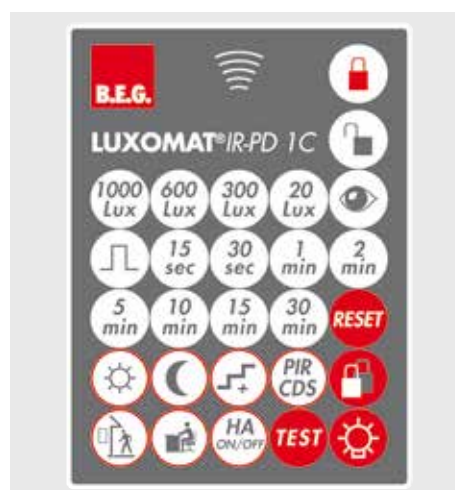 B.E.G.
LUXOMAT®IR-PD 1C
1000 Lux
600 Lux
300 Lux
20 Lux
15 sec
30 sec
1 min
2 min
5 min
10 min
15 min
30 min
RESET
PIR CDS
HA ON/OFF
TEST